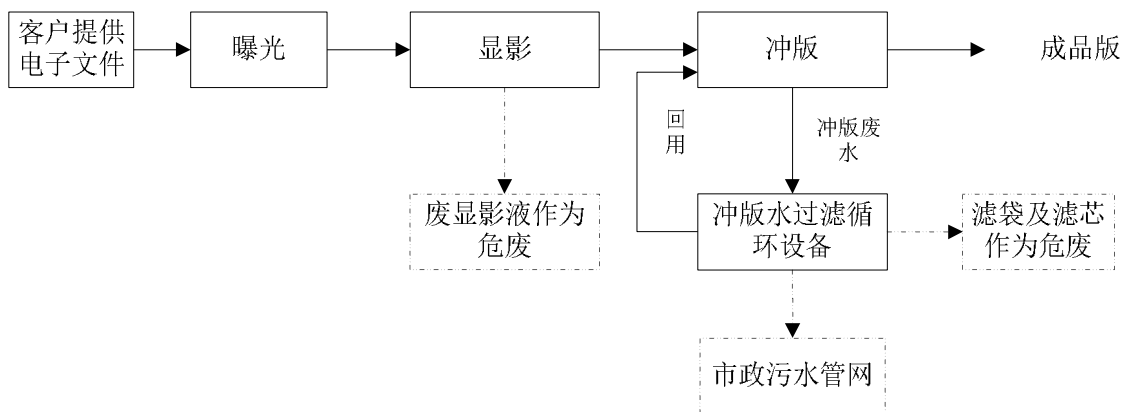 客户提供
电子文件
曝光
显影
冲版
成品版
回
用
冲版废
水
废显影液作为
危废
冲版水过滤循
环设备
滤袋及滤芯
作为危废
市政污水管网